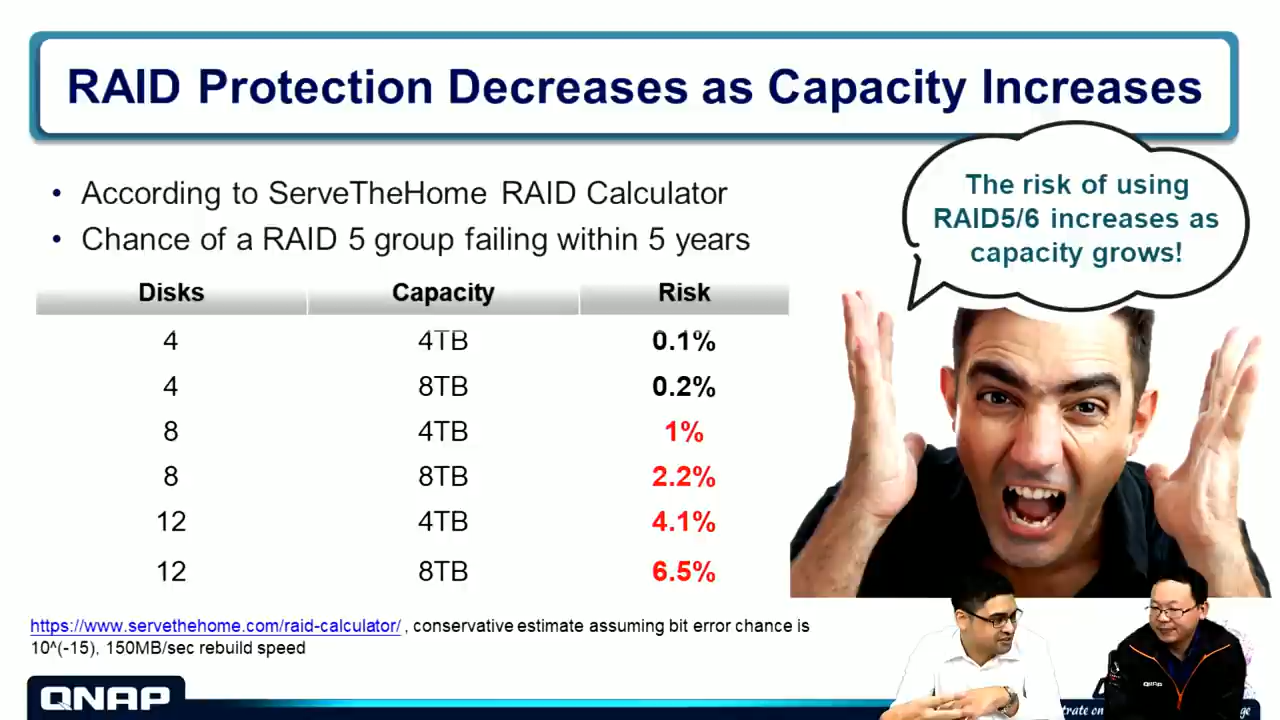 RAID Protection Decreases as Capacity Increases
• According to ServeTheHome RAID Calculator
• Chance of a RAID 5 group failing within 5 years
The risk of using
RAID5/6 increases as
capacity grows!
Disks Capacity Risk
4 4TB 0.1%
4 8TB 0.2%
8 4TB 1%
8 8TB 2.2%
12 4TB 4.1%
12 8TB 6.5%
https://www.servethehome.com/raid-calculator/ , conservative estimate assuming bit error chance is
10^(-15), 150MB/sec rebuild speed
QNAP
QNAP